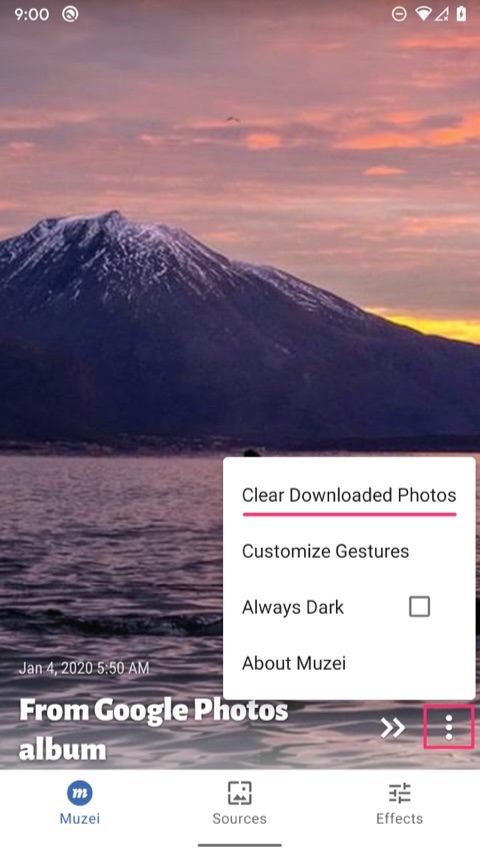 9:00
Clear Downloaded Photos
Customize Gestures
Always Dark
About Muzei
Jan 4, 2020 5:50 AM
From Google Photos
album
m
Muzei
Sources
Effects